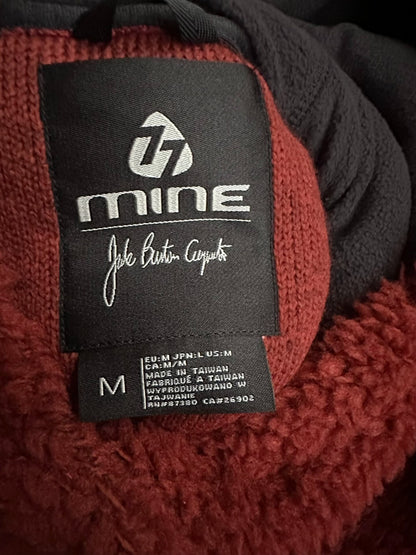 mine
Jake Burton Carpenter
M
EU:M JPN:L US:M
CA:M/M
MADE IN TAIWAN
FABRIQUÉ A TAIWAN
WYPRODUKOWANO W
TAJWANIE
RN#87380 CA#26902